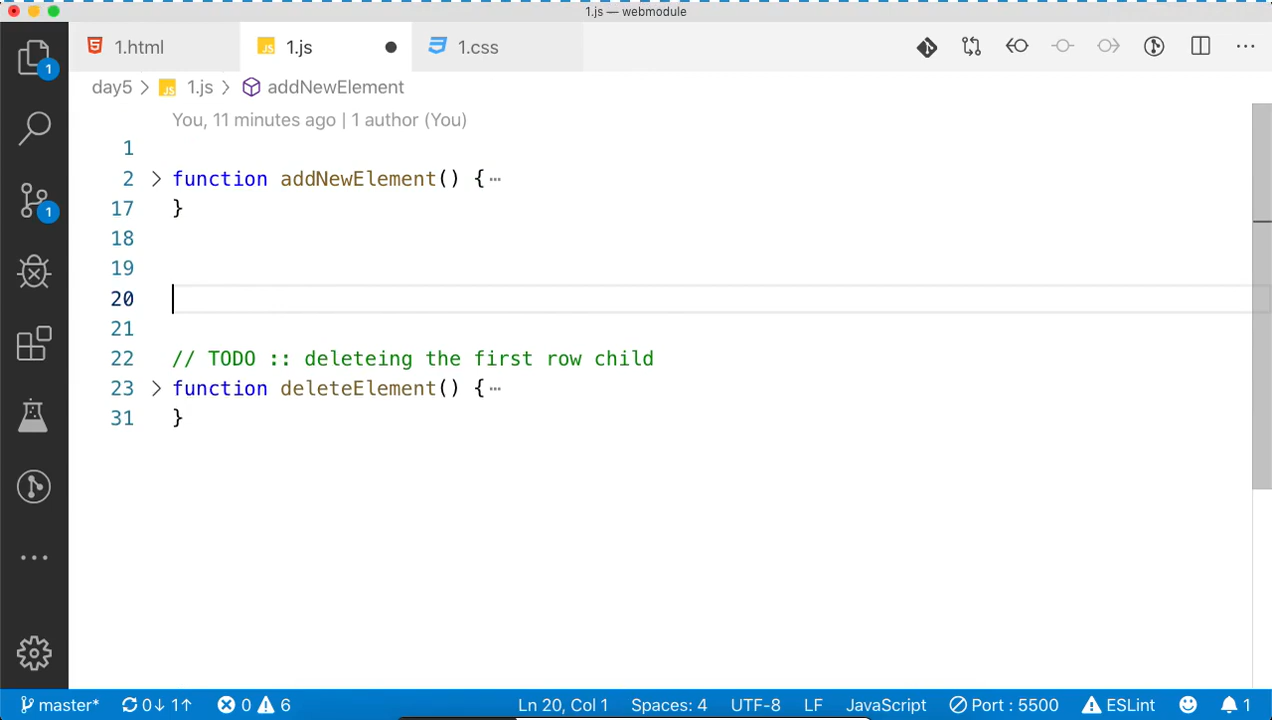 1.js — webmodule
1.html
JS 1.js
1.css
day5 > JS 1.js > addNewElement
You, 11 minutes ago | 1 author (You)
1
2 > function addNewElement() {⋯
17 }
18
19
20
21
22 // TODO :: deleteing the first row child
23 > function deleteElement() {⋯
31 }
1
1
master* 0↓ 1↑ 0 6 Ln 20, Col 1 Spaces: 4 UTF-8 LF JavaScript Port : 5500 ESLint 1